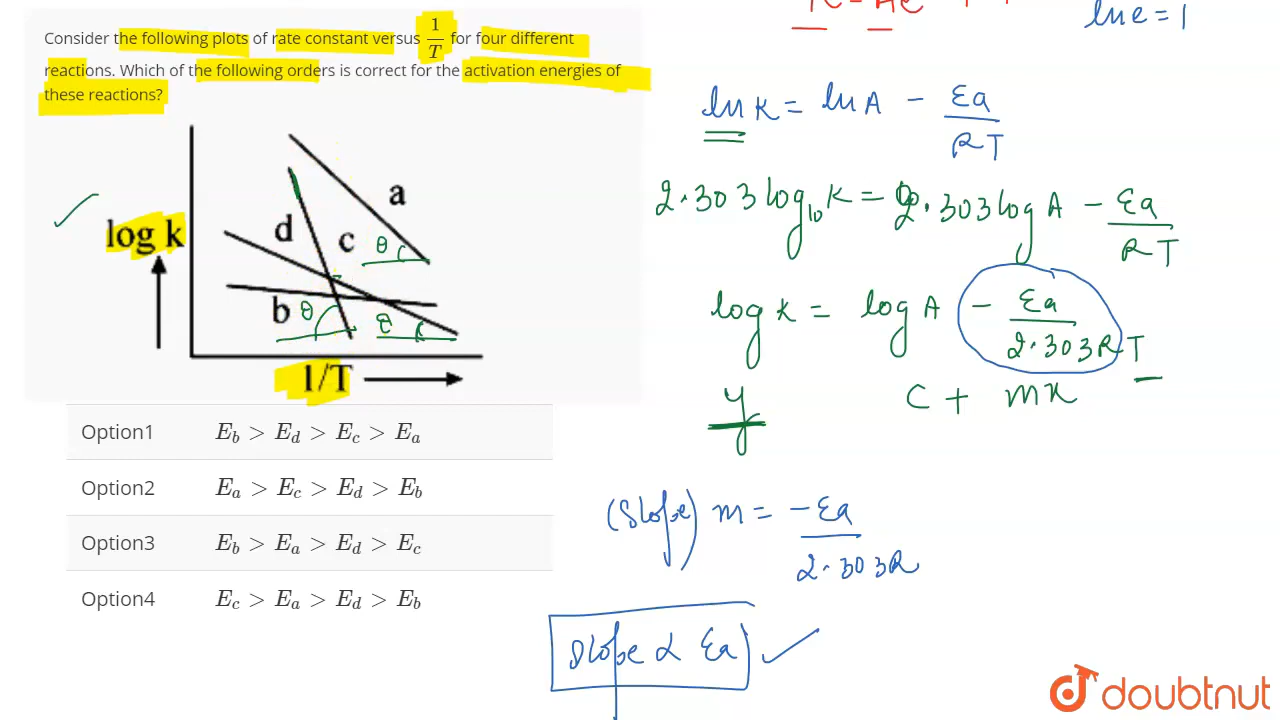 Consider the following plots of rate constant versus 1/T for four different
reactions. Which of the following orders is correct for the activation energies of
these reactions?
log k
a
d
c
θ
b
θ
θ
1/T
Option1 E_b > E_d > E_c > E_a
Option2 E_a > E_c > E_d > E_b
Option3 E_b > E_a > E_d > E_c
Option4 E_c > E_a > E_d > E_b
ln e = 1
ln K = ln A − Ea/RT
2.303 log₁₀ K = 2.303 log A − Ea/RT
log K = log A − Ea/2.303R T
y C + mx
(Slope) m = −Ea/2.303R
Slope α Ea
doubtnut